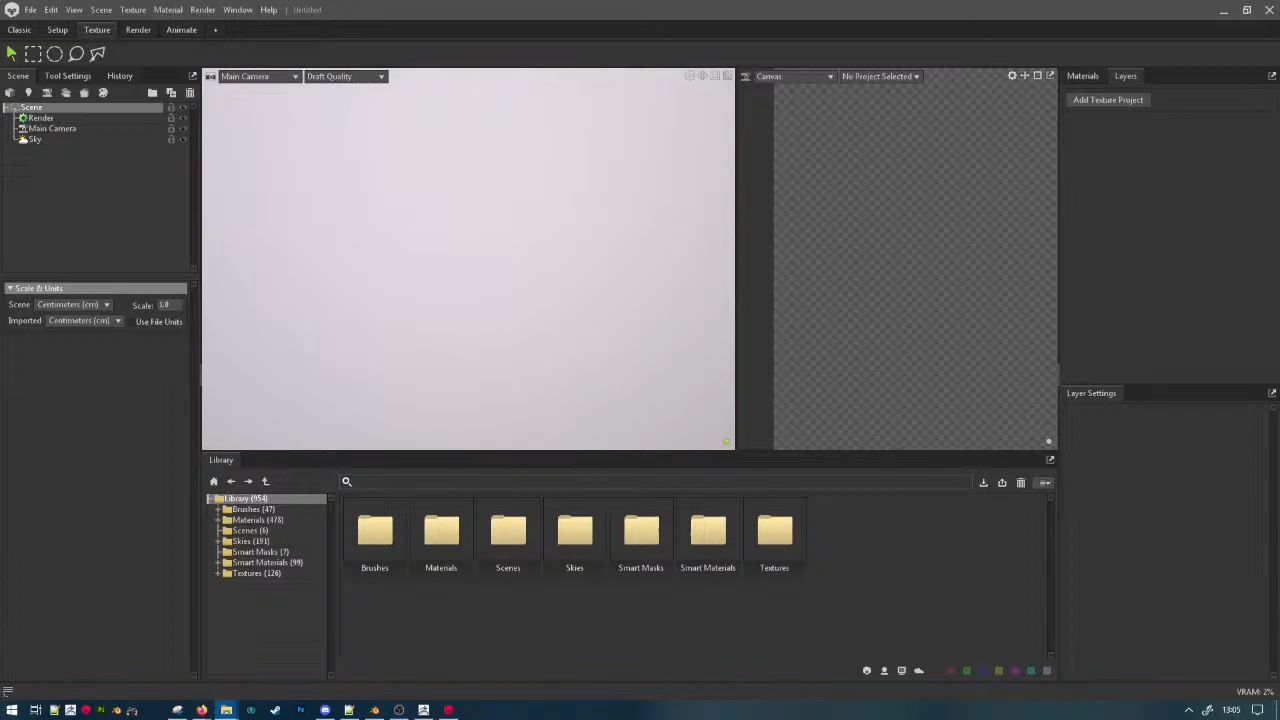 File Edit View Scene Texture Material Render Window Help Untitled
Classic Setup Texture Render Animate +
Scene Tool Settings History
Main Camera Draft Quality
Canvas No Project Selected
Materials Layers
Add Texture Project
Scene
Render
Main Camera
Sky
Scale & Units
Scene Centimeters (cm) Scale: 1.0
Imported Centimeters (cm) Use File Units
Layer Settings
Library
Library (954)
Brushes (47)
Materials (478)
Scenes (6)
Skies (191)
Smart Masks (7)
Smart Materials (99)
Textures (126)
Brushes Materials Scenes Skies Smart Masks Smart Materials Textures
VRAM: 2%
Ps
13:05